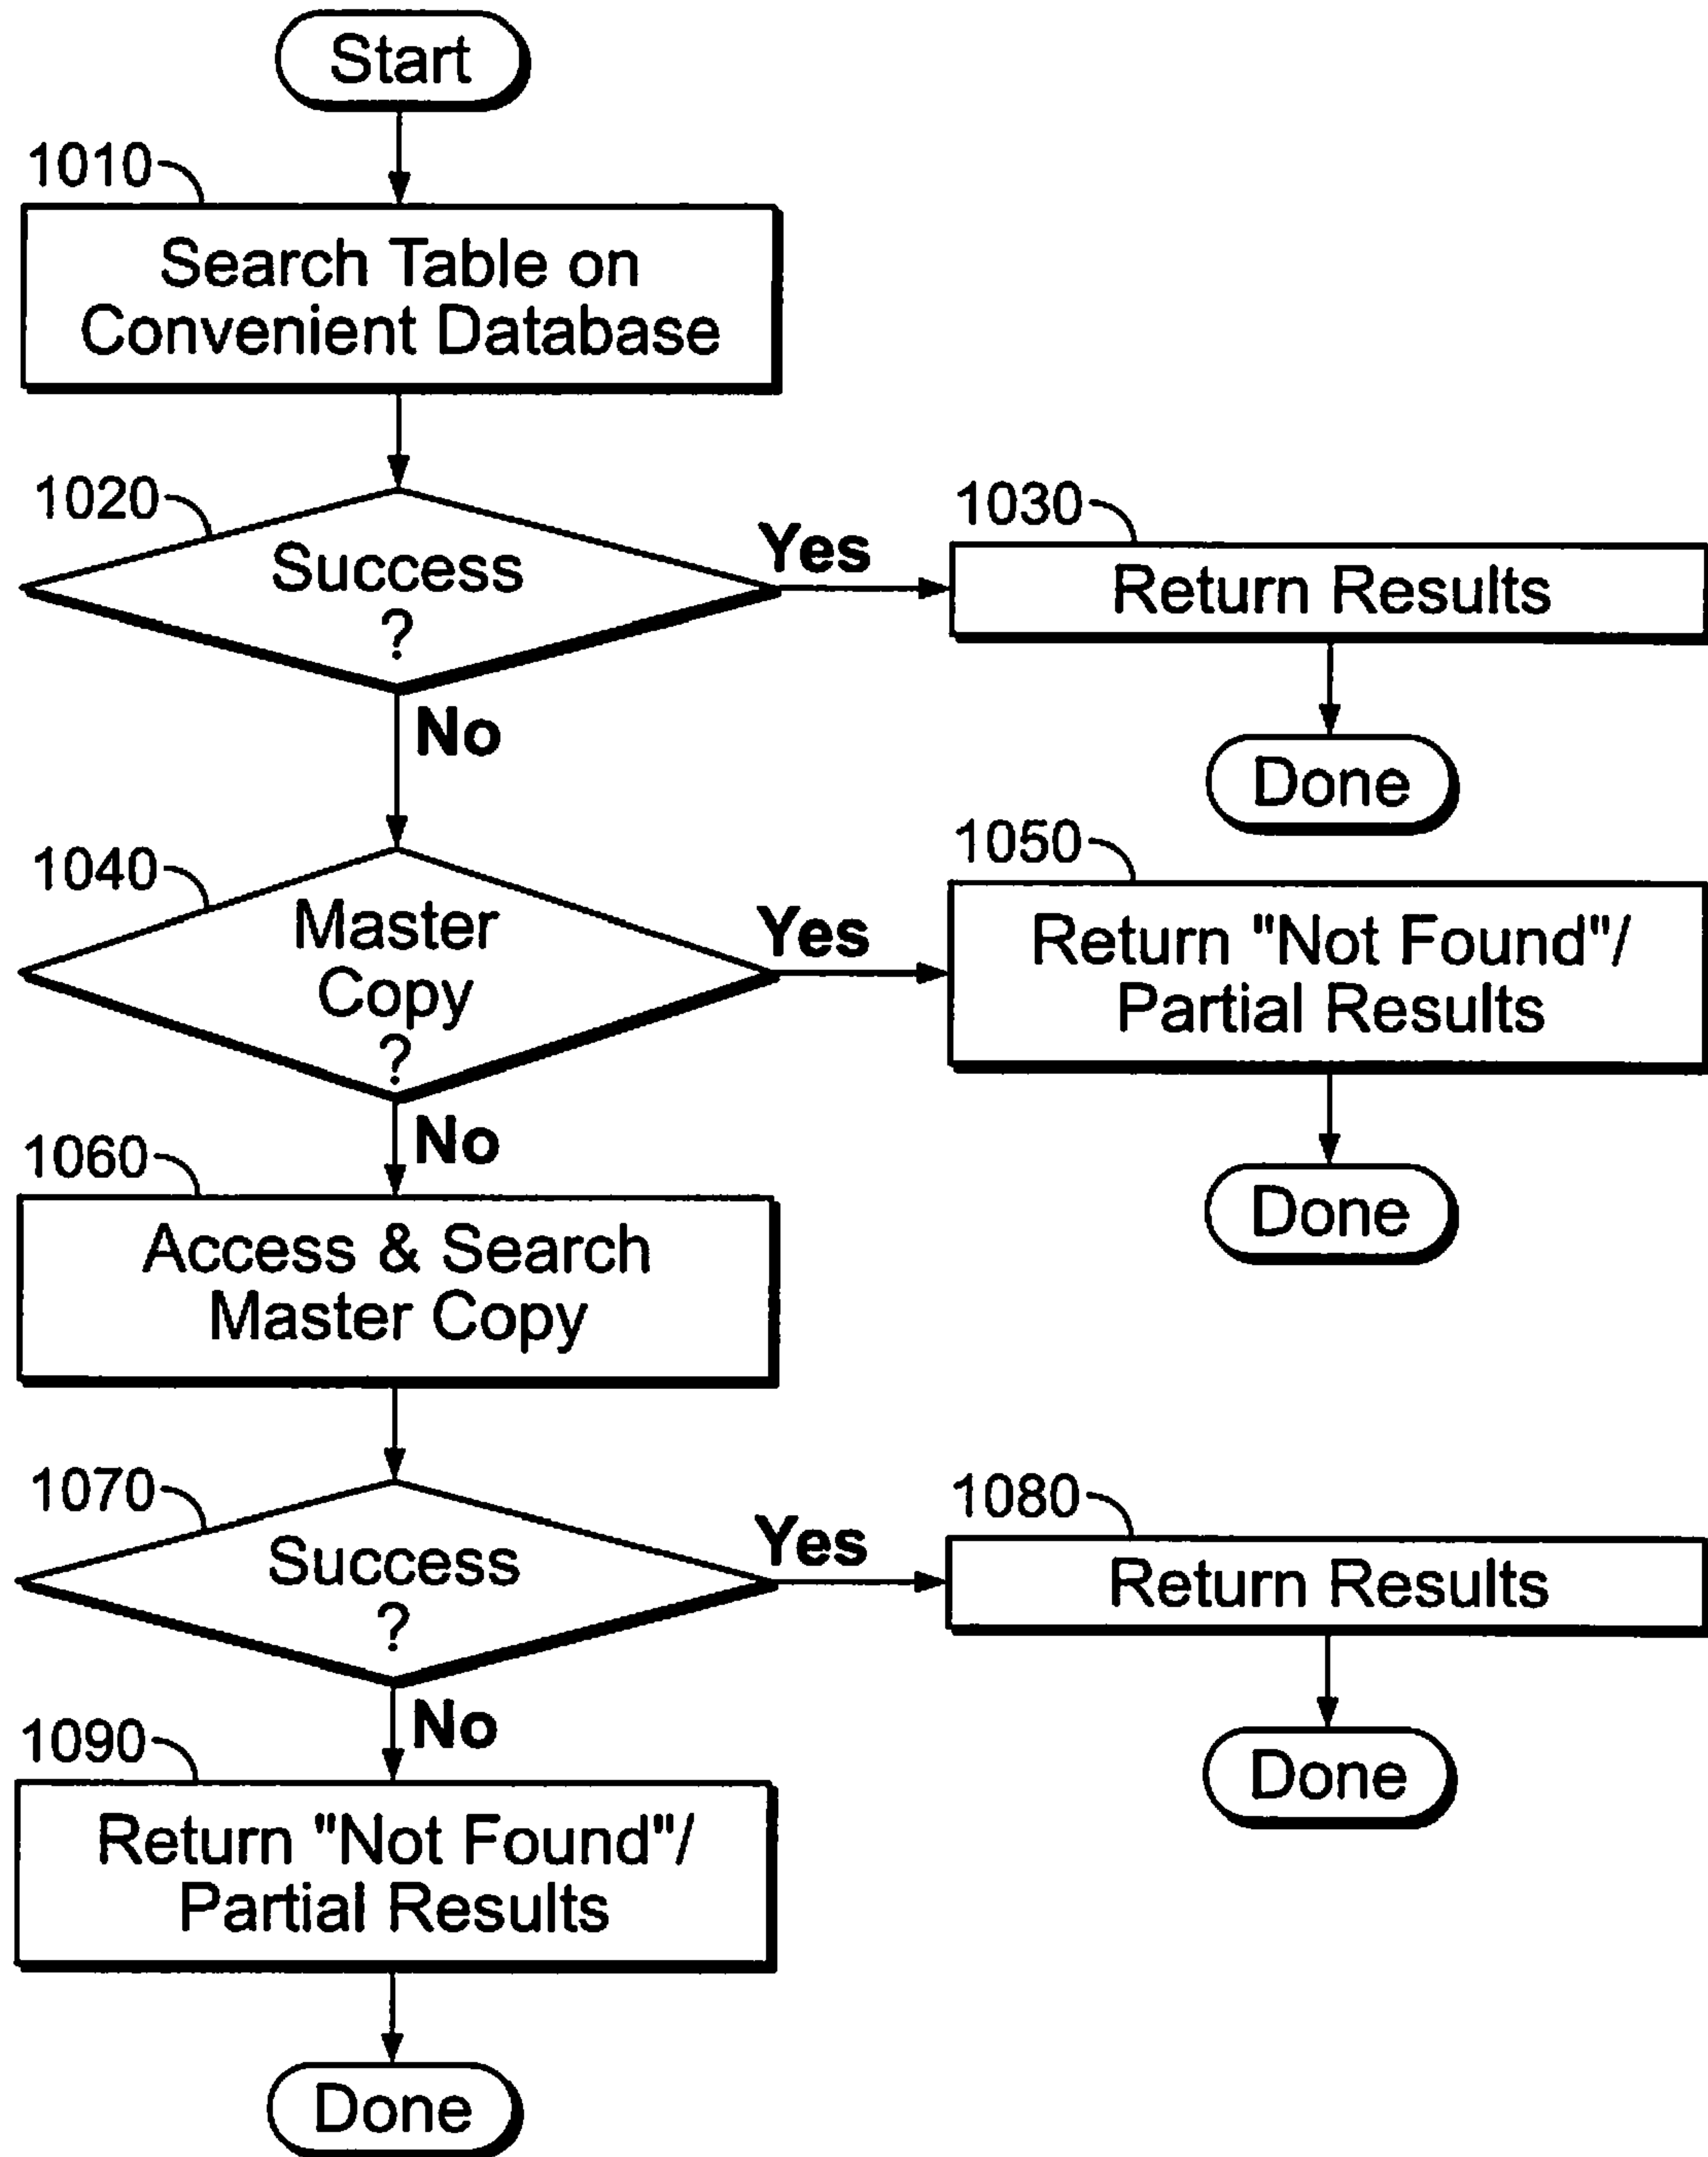 Start
1010
Search Table on
Convenient Database
1020
Success
?
Yes
1030
Return Results
Done
No
1040
Master
Copy
?
Yes
1050
Return "Not Found"/
Partial Results
Done
No
1060
Access & Search
Master Copy
1070
Success
?
Yes
1080
Return Results
Done
No
1090
Return "Not Found"/
Partial Results
Done